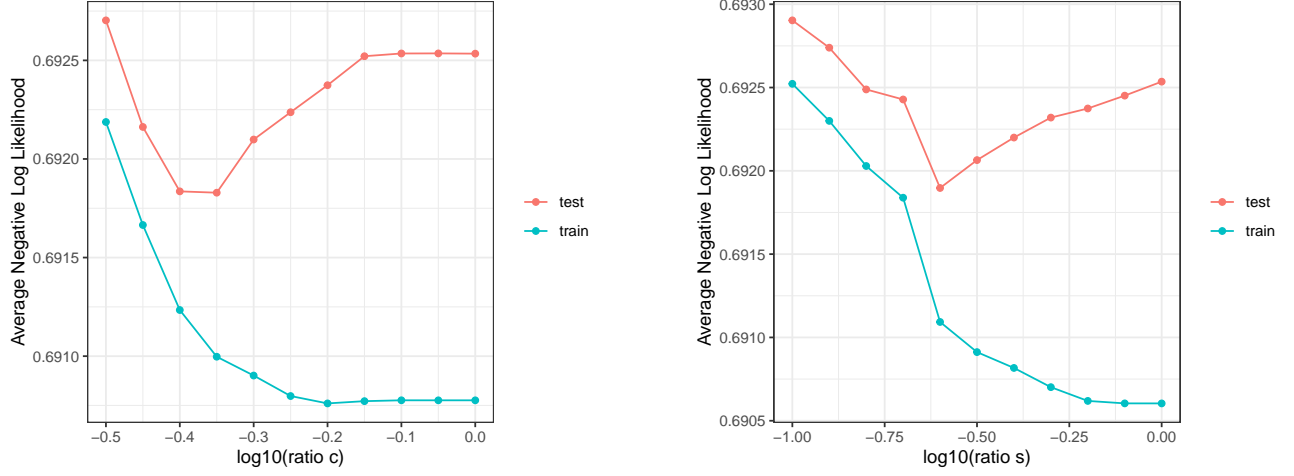 Average Negative Log Likelihood
0.6925
0.6920
0.6915
0.6910
−0.5 −0.4 −0.3 −0.2 −0.1 0.0
log10(ratio c)
test
train
Average Negative Log Likelihood
0.6930
0.6925
0.6920
0.6915
0.6910
0.6905
−1.00 −0.75 −0.50 −0.25 0.00
log10(ratio s)
test
train